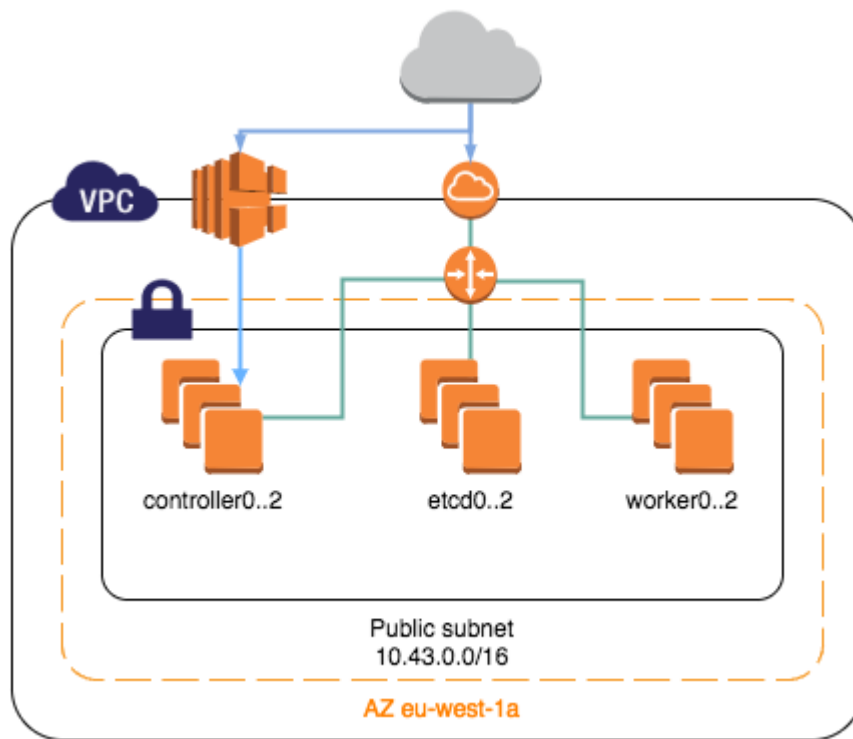 VPC
controller0..2
etcd0..2
worker0..2
Public subnet
10.43.0.0/16
AZ eu-west-1a